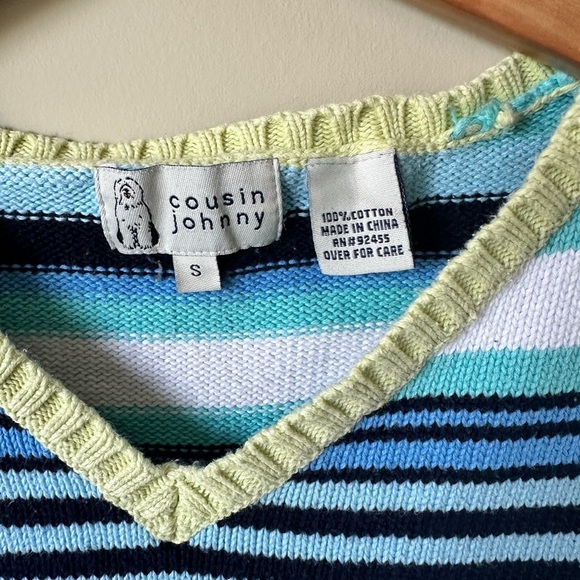 cousin
johnny
S
100% COTTON
MADE IN CHINA
RN#92455
OVER FOR CARE